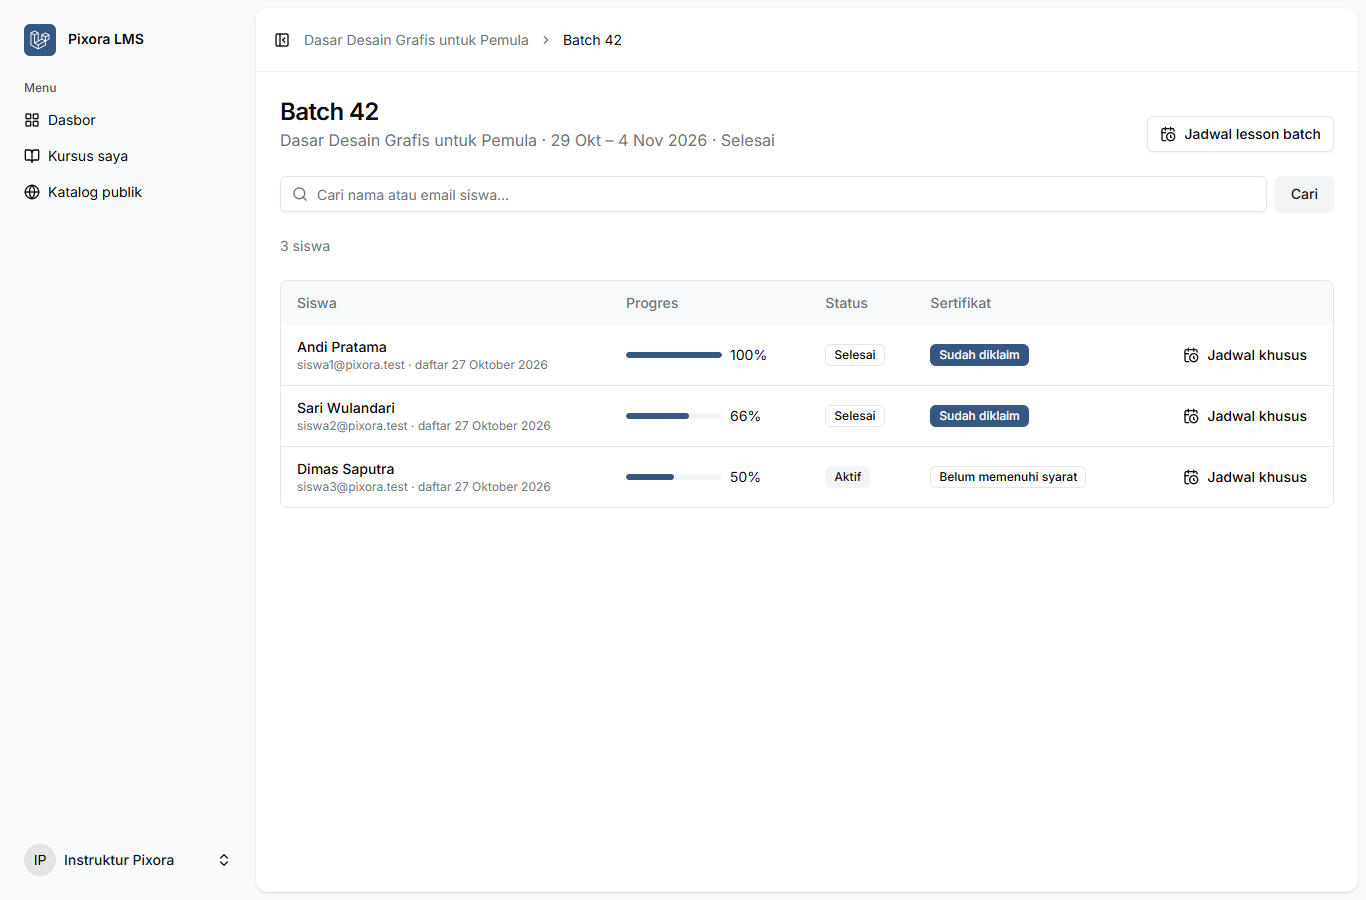 Pixora LMS
Menu
Dasbor
Kursus saya
Katalog publik
Dasar Desain Grafis untuk Pemula > Batch 42
Batch 42
Dasar Desain Grafis untuk Pemula · 29 Okt – 4 Nov 2026 · Selesai
Jadwal lesson batch
Cari nama atau email siswa...
Cari
3 siswa
Siswa Progres Status Sertifikat
Andi Pratama
siswa1@pixora.test · daftar 27 Oktober 2026
100% Selesai Sudah diklaim Jadwal khusus
Sari Wulandari
siswa2@pixora.test · daftar 27 Oktober 2026
66% Selesai Sudah diklaim Jadwal khusus
Dimas Saputra
siswa3@pixora.test · daftar 27 Oktober 2026
50% Aktif Belum memenuhi syarat Jadwal khusus
IP Instruktur Pixora